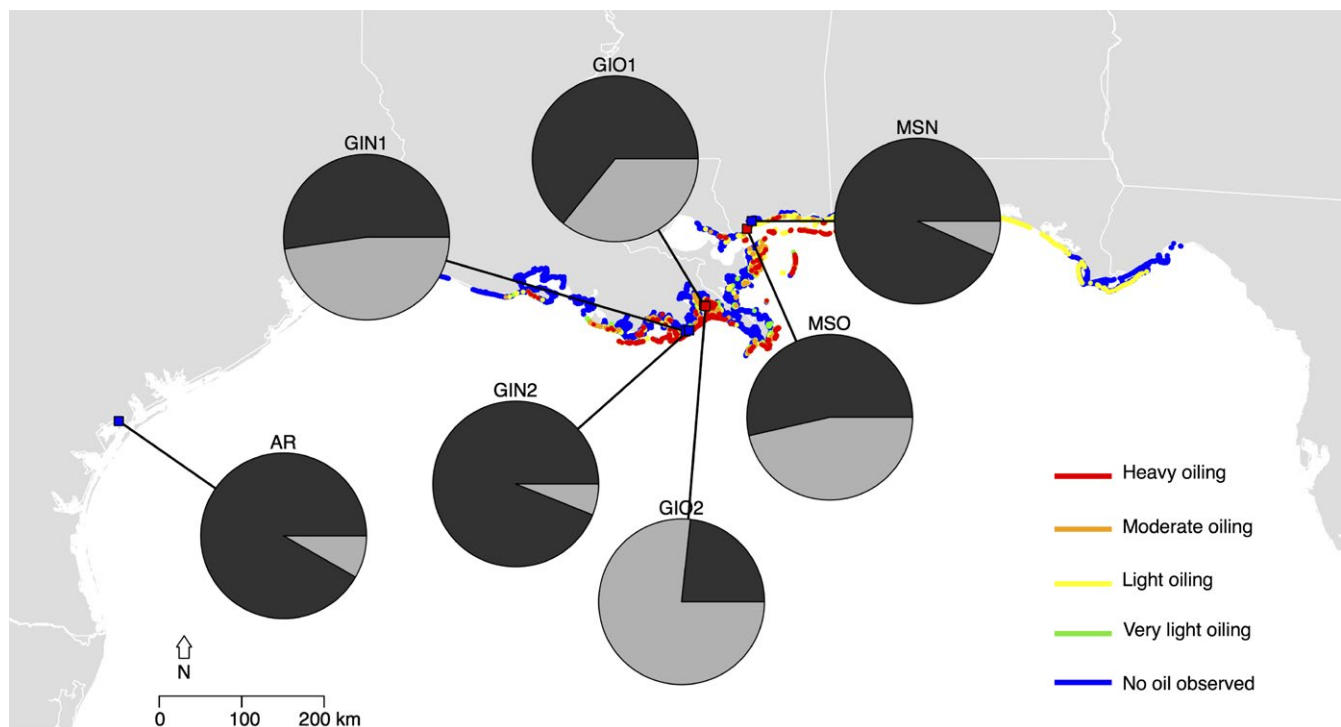 GIO1
GIN1
MSN
GIN2
MSO
AR
GIO2
Heavy oiling
Moderate oiling
Light oiling
Very light oiling
No oil observed
N
0 100 200 km